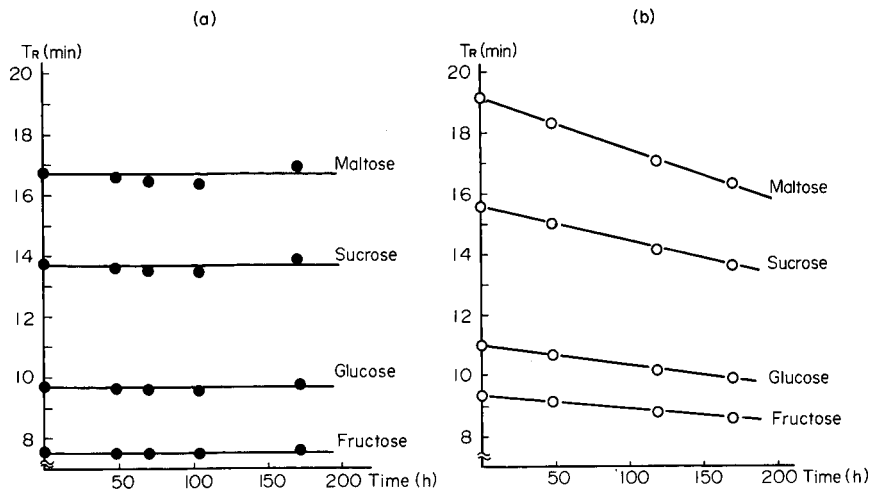 (a)
TR (min)
20
18
16
14
12
10
8
Maltose
Sucrose
Glucose
Fructose
50
100
150
200 Time (h)
(b)
TR (min)
20
18
16
14
12
10
8
Maltose
Sucrose
Glucose
Fructose
50
100
150
200 Time (h)